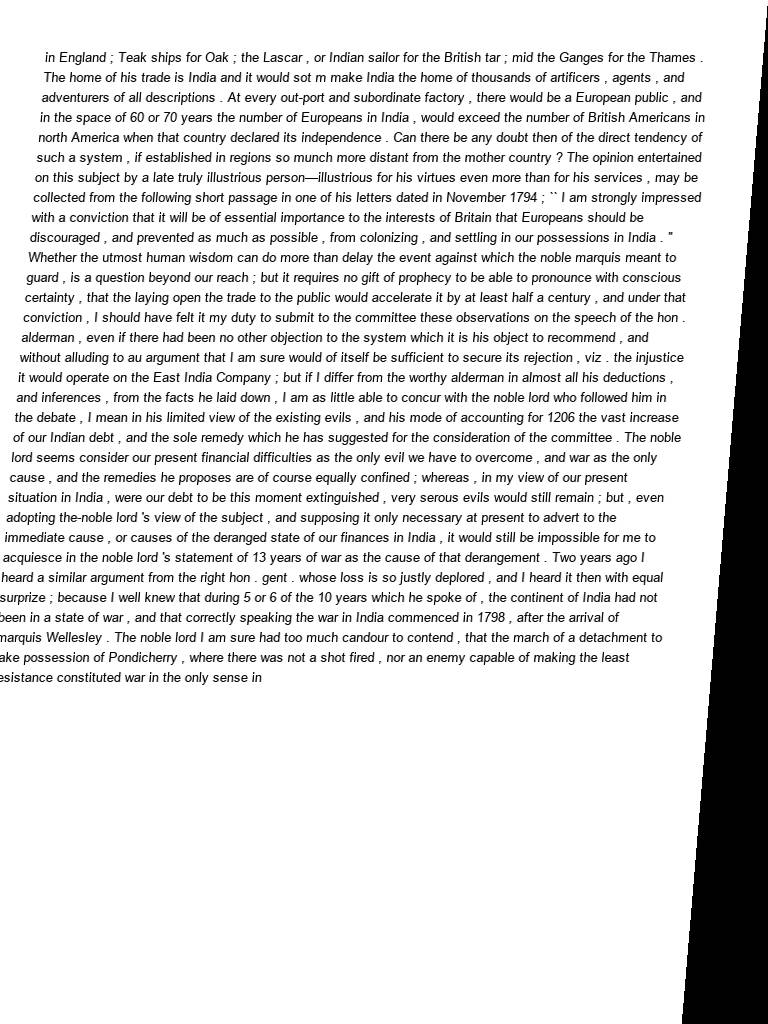 in England ; Teak ships for Oak ; the Lascar , or Indian sailor for the British tar ; mid the Ganges for the Thames .
The home of his trade is India and it would sot m make India the home of thousands of artificers , agents , and
adventurers of all descriptions . At every out-port and subordinate factory , there would be a European public , and
in the space of 60 or 70 years the number of Europeans in India , would exceed the number of British Americans in
north America when that country declared its independence . Can there be any doubt then of the direct tendency of
such a system , if established in regions so munch more distant from the mother country ? The opinion entertained
on this subject by a late truly illustrious person—illustrious for his virtues even more than for his services , may be
collected from the following short passage in one of his letters dated in November 1794 ; `` I am strongly impressed
with a conviction that it will be of essential importance to the interests of Britain that Europeans should be
discouraged , and prevented as much as possible , from colonizing , and settling in our possessions in India . "
Whether the utmost human wisdom can do more than delay the event against which the noble marquis meant to
guard , is a question beyond our reach ; but it requires no gift of prophecy to be able to pronounce with conscious
certainty , that the laying open the trade to the public would accelerate it by at least half a century , and under that
conviction , I should have felt it my duty to submit to the committee these observations on the speech of the hon .
alderman , even if there had been no other objection to the system which it is his object to recommend , and
without alluding to au argument that I am sure would of itself be sufficient to secure its rejection , viz . the injustice
it would operate on the East India Company ; but if I differ from the worthy alderman in almost all his deductions ,
and inferences , from the facts he laid down , I am as little able to concur with the noble lord who followed him in
the debate , I mean in his limited view of the existing evils , and his mode of accounting for 1206 the vast increase
of our Indian debt , and the sole remedy which he has suggested for the consideration of the committee . The noble
lord seems consider our present financial difficulties as the only evil we have to overcome , and war as the only
cause , and the remedies he proposes are of course equally confined ; whereas , in my view of our present
situation in India , were our debt to be this moment extinguished , very serous evils would still remain ; but , even
adopting the-noble lord 's view of the subject , and supposing it only necessary at present to advert to the
immediate cause , or causes of the deranged state of our finances in India , it would still be impossible for me to
acquiesce in the noble lord 's statement of 13 years of war as the cause of that derangement . Two years ago I
heard a similar argument from the right hon . gent . whose loss is so justly deplored , and I heard it then with equal
surprize ; because I well knew that during 5 or 6 of the 10 years which he spoke of , the continent of India had not
been in a state of war , and that correctly speaking the war in India commenced in 1798 , after the arrival of
marquis Wellesley . The noble lord I am sure had too much candour to contend , that the march of a detachment to
ake possession of Pondicherry , where there was not a shot fired , nor an enemy capable of making the least
esistance constituted war in the only sense in